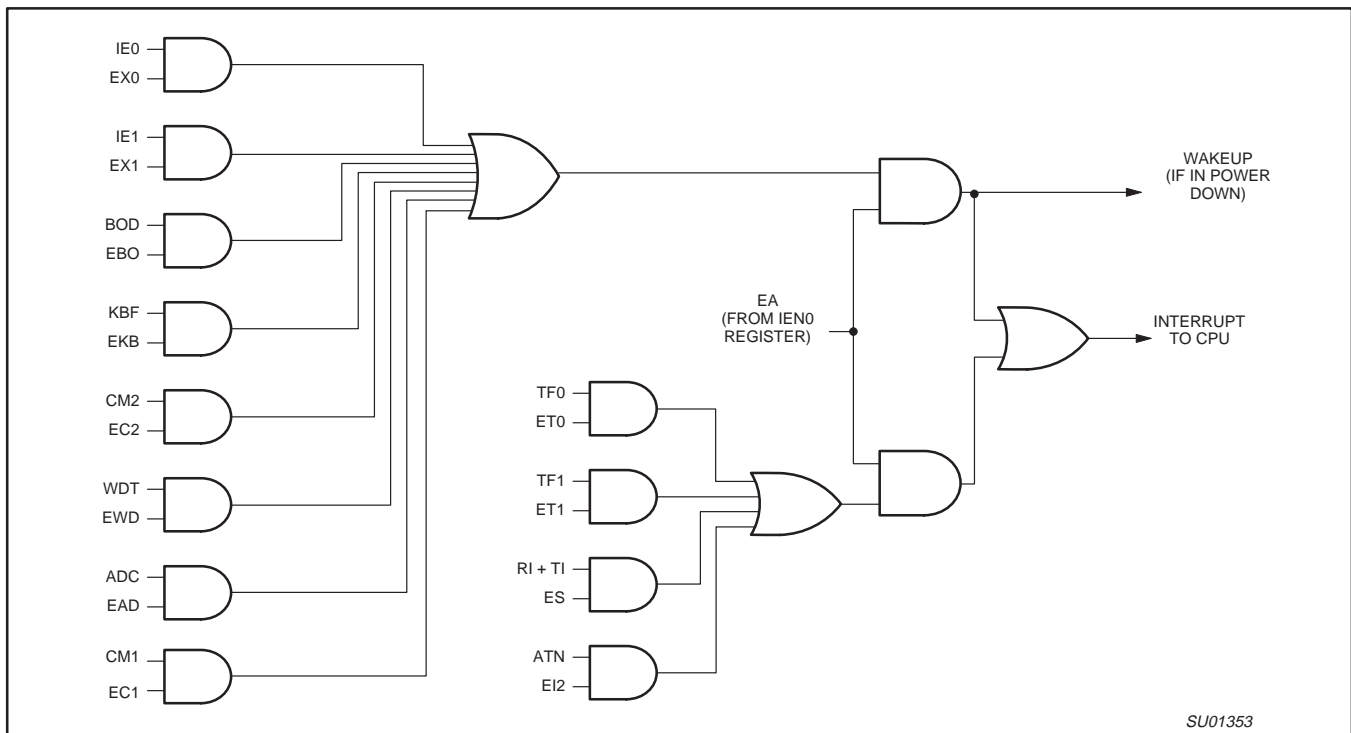 IE0
EX0
IE1
EX1
BOD
EBO
KBF
EKB
CM2
EC2
WDT
EWD
ADC
EAD
CM1
EC1
WAKEUP
(IF IN POWER
DOWN)
EA
(FROM IEN0
REGISTER)
INTERRUPT
TO CPU
TF0
ET0
TF1
ET1
RI + TI
ES
ATN
EI2
SU01353